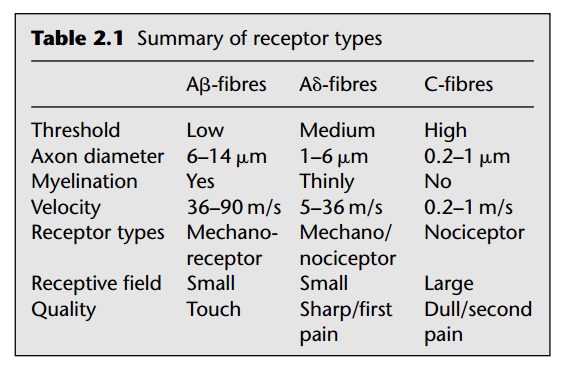 Table 2.1 Summary of receptor types
Aβ-fibres Aδ-fibres C-fibres
Threshold Low Medium High
Axon diameter 6–14 μm 1–6 μm 0.2–1 μm
Myelination Yes Thinly No
Velocity 36–90 m/s 5–36 m/s 0.2–1 m/s
Receptor types Mechano- Mechano/ Nociceptor
receptor nociceptor
Receptive field Small Small Large
Quality Touch Sharp/first Dull/second
pain pain